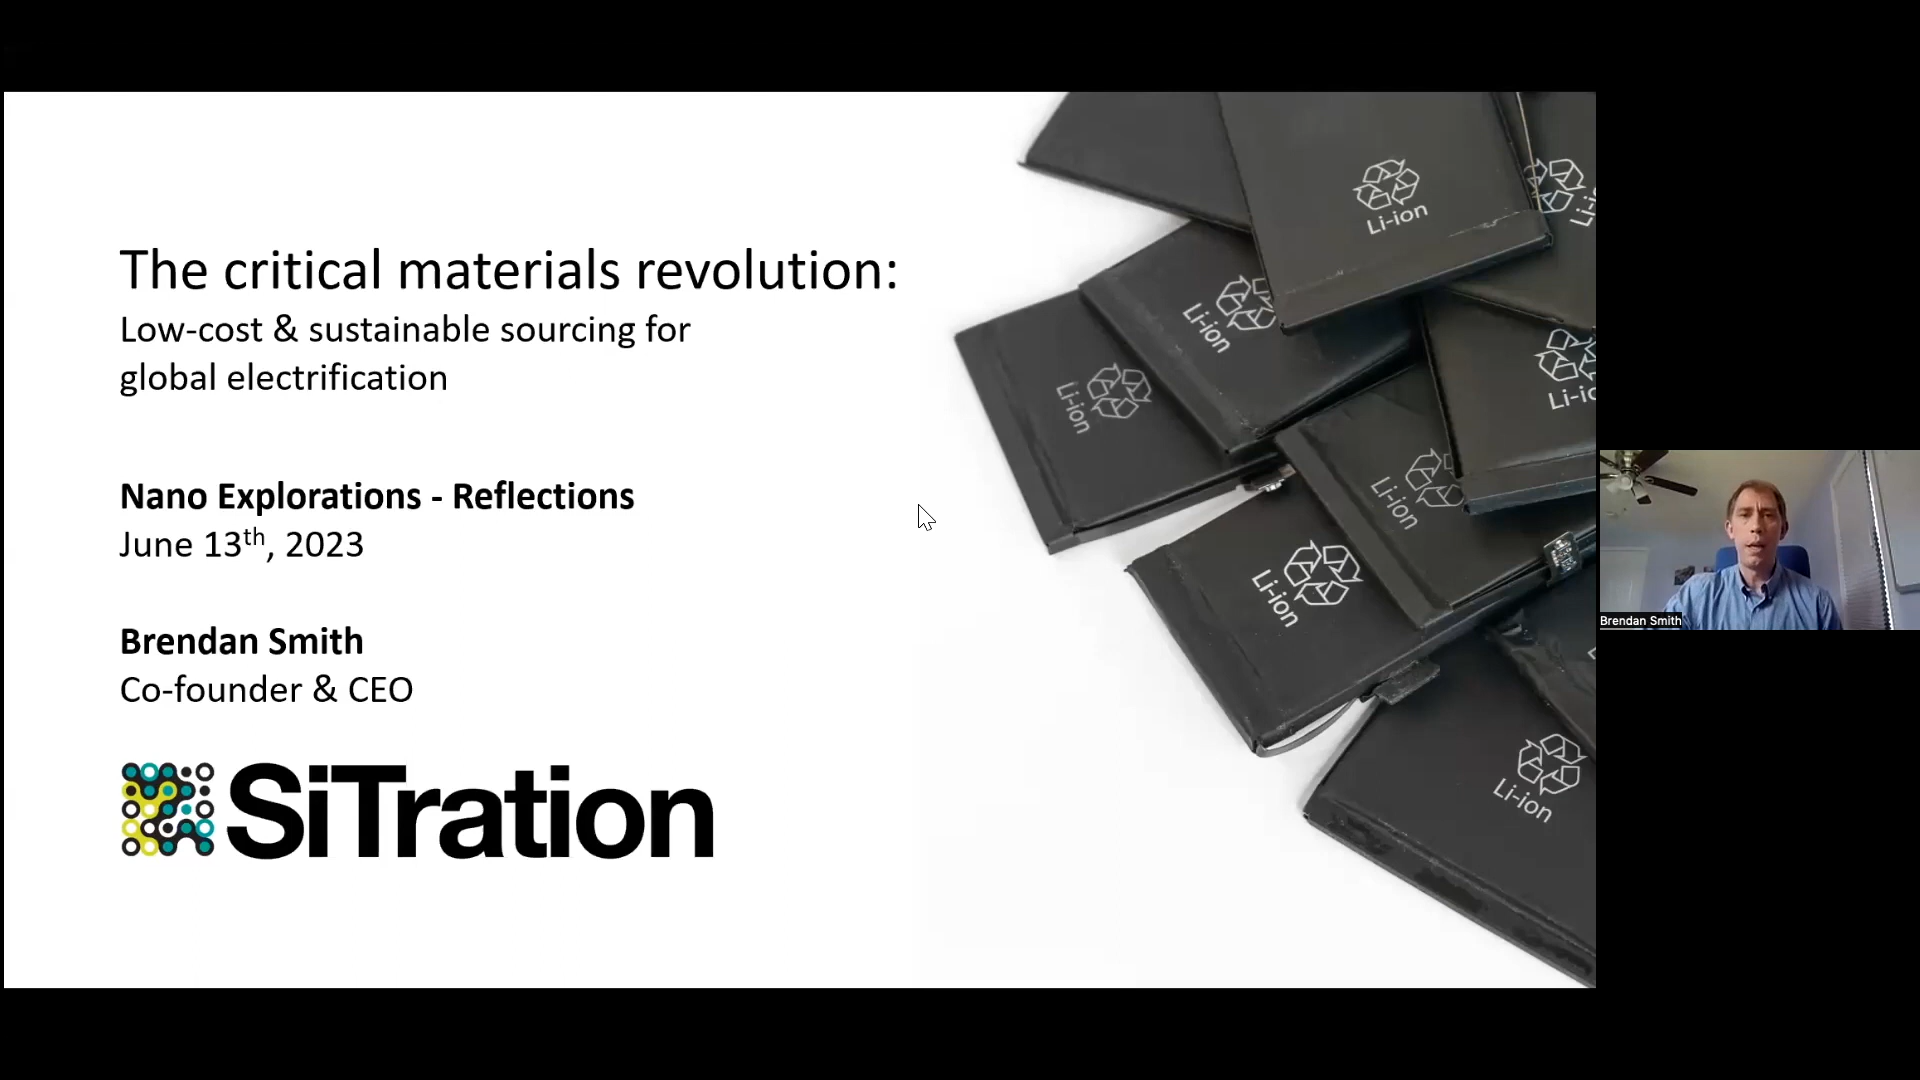 The critical materials revolution:
Low-cost & sustainable sourcing for
global electrification
Nano Explorations - Reflections
June 13th, 2023
Brendan Smith
Co-founder & CEO
SiTration
Li-ion
Li-
Li-ion
Li-io
Li-ion
Li-ion
Li-ion
Li-ion
Brendan Smith